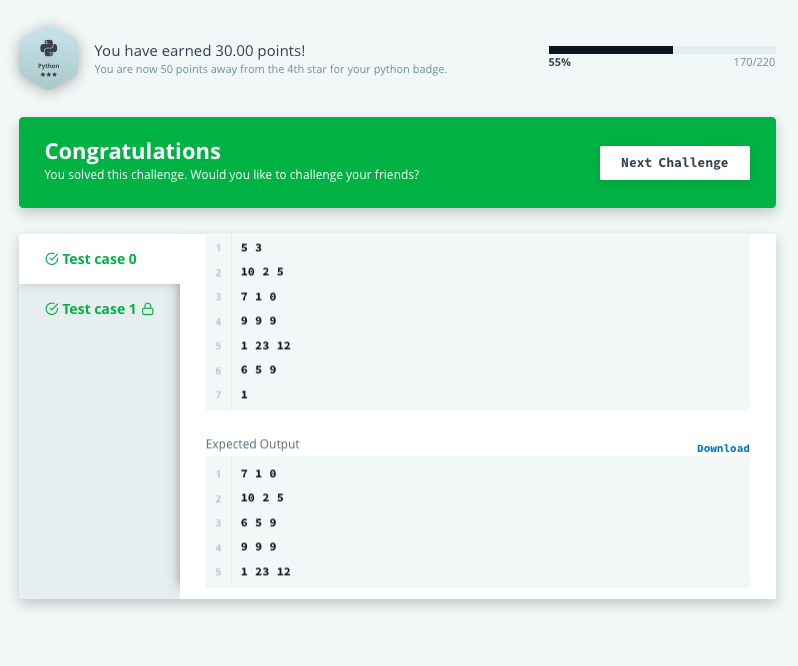 Python
★★★
You have earned 30.00 points!
You are now 50 points away from the 4th star for your python badge.
55%
170/220
Congratulations
You solved this challenge. Would you like to challenge your friends?
Next Challenge
Test case 0
Test case 1
1 5 3
2 10 2 5
3 7 1 0
4 9 9 9
5 1 23 12
6 6 5 9
7 1
Expected Output
Download
1 7 1 0
2 10 2 5
3 6 5 9
4 9 9 9
5 1 23 12